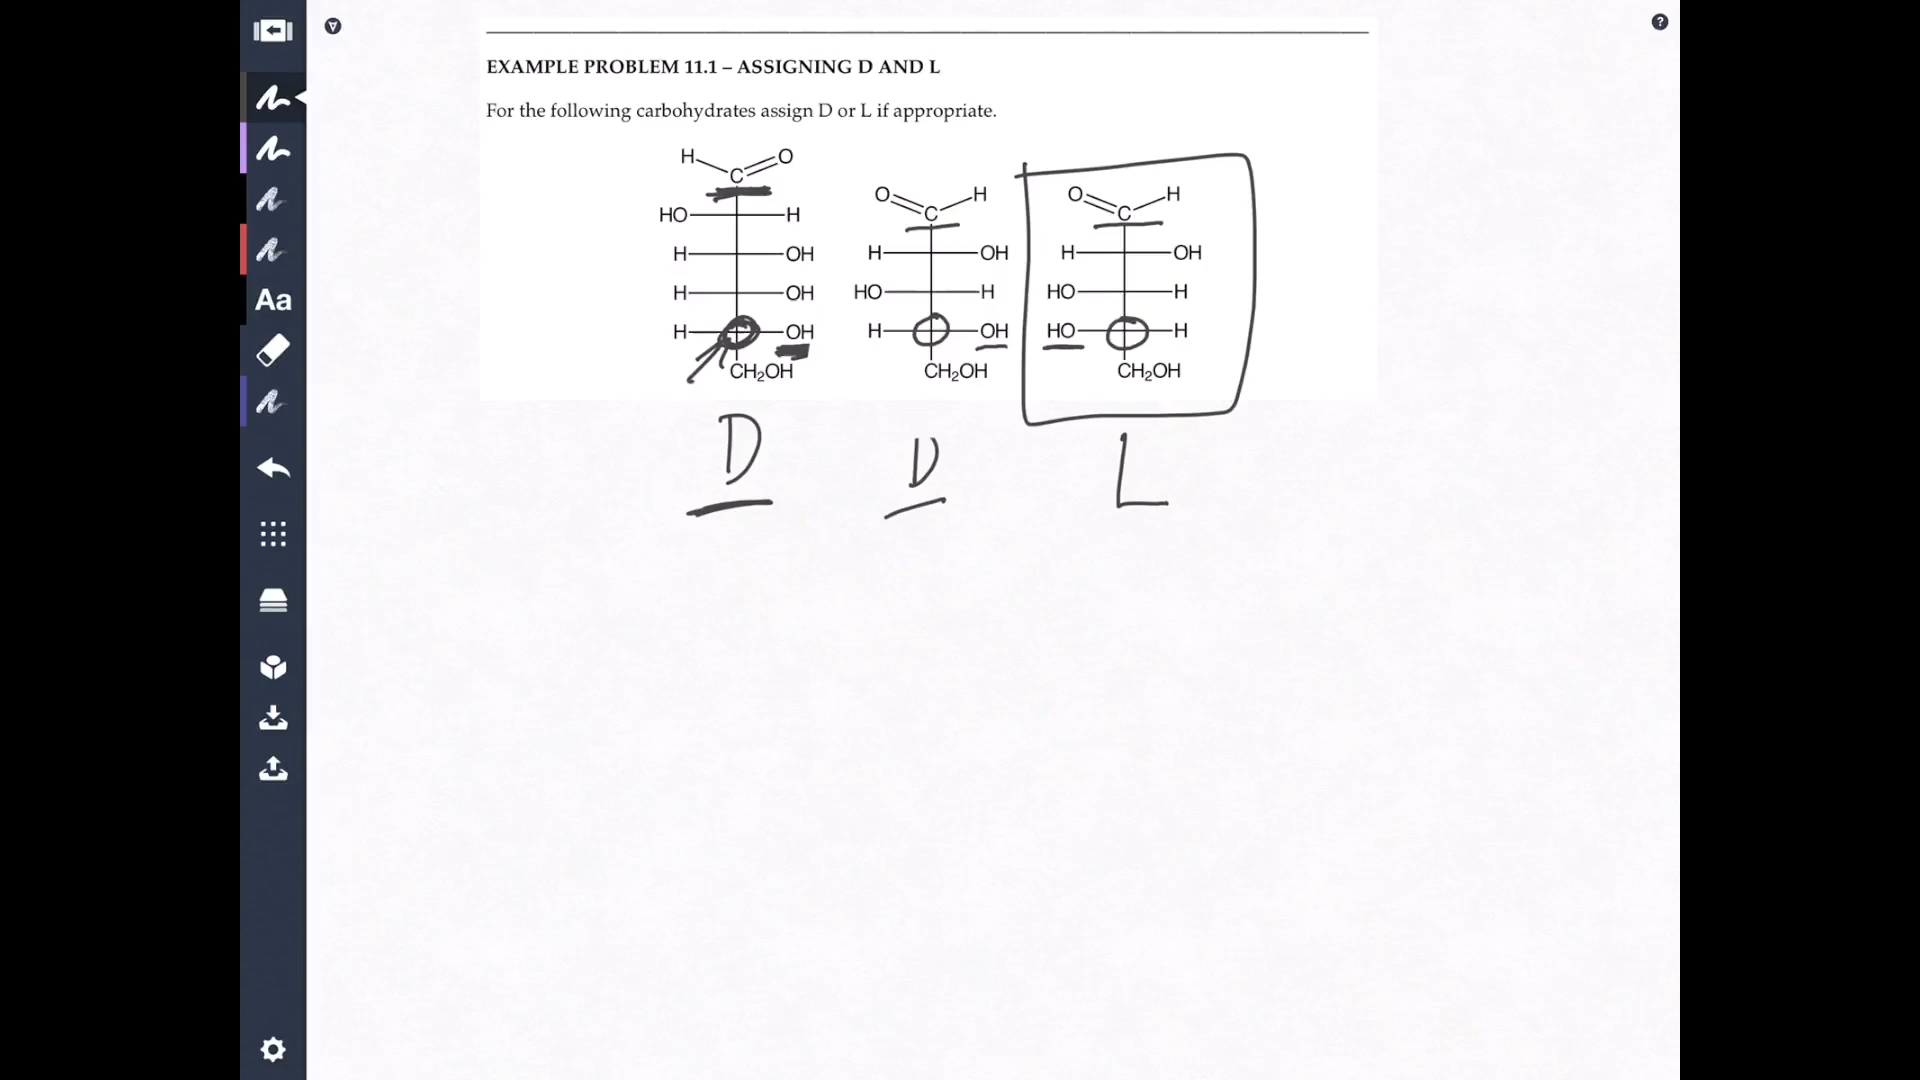 ?
EXAMPLE PROBLEM 11.1 – ASSIGNING D AND L
For the following carbohydrates assign D or L if appropriate.
H O
C
HO H
H OH
H OH
H OH
CH₂OH
O H
C
H OH
HO H
H OH
CH₂OH
O H
C
H OH
HO H
HO H
CH₂OH
Aa
D D L